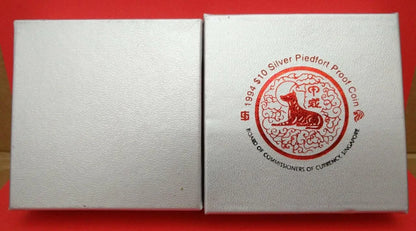 1994 $10 Silver Piedfort Proof Coin
甲戌
BOARD OF COMMISSIONERS OF CURRENCY, SINGAPORE